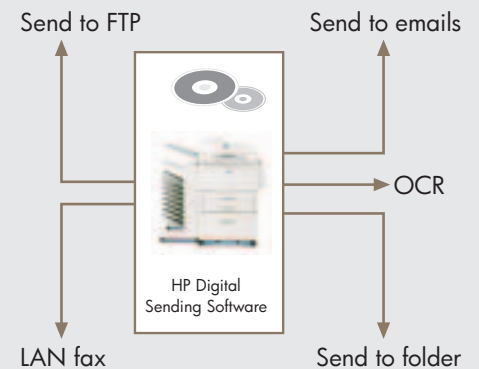 Send to FTP
Send to emails
OCR
HP Digital
Sending Software
LAN fax
Send to folder